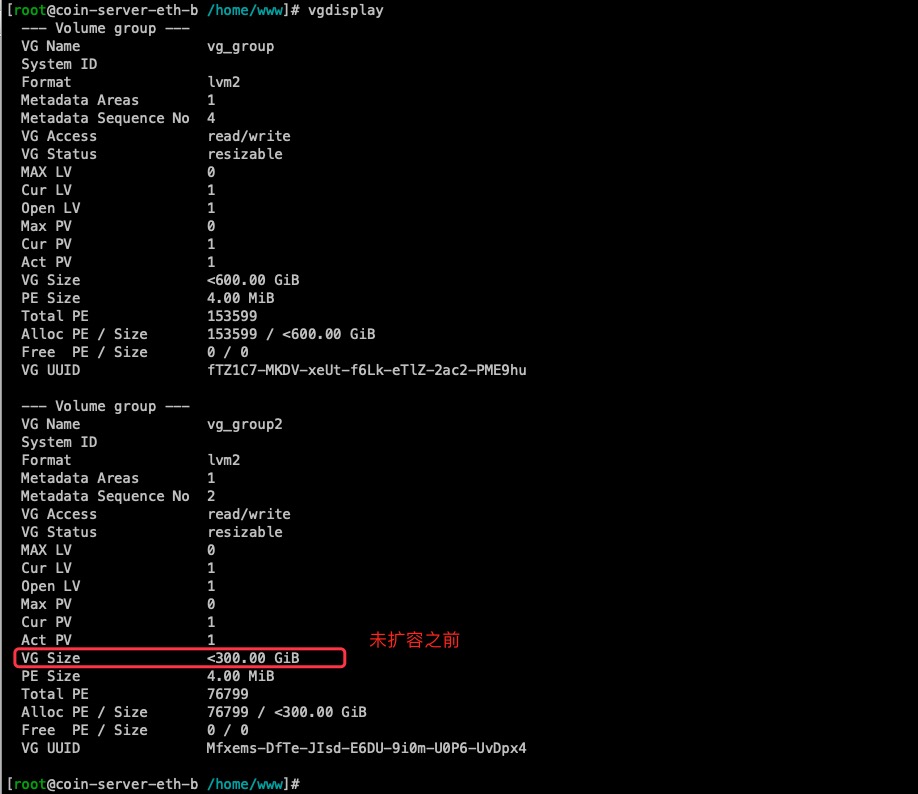 [root@coin-server-eth-b /home/www]# vgdisplay
--- Volume group ---
VG Name vg_group
System ID
Format lvm2
Metadata Areas 1
Metadata Sequence No 4
VG Access read/write
VG Status resizable
MAX LV 0
Cur LV 1
Open LV 1
Max PV 0
Cur PV 1
Act PV 1
VG Size <600.00 GiB
PE Size 4.00 MiB
Total PE 153599
Alloc PE / Size 153599 / <600.00 GiB
Free  PE / Size 0 / 0
VG UUID fTZ1C7-MKDV-xeUt-f6Lk-eTlZ-2ac2-PME9hu
--- Volume group ---
VG Name vg_group2
System ID
Format lvm2
Metadata Areas 1
Metadata Sequence No 2
VG Access read/write
VG Status resizable
MAX LV 0
Cur LV 1
Open LV 1
Max PV 0
Cur PV 1
Act PV 1 未扩容之前
VG Size <300.00 GiB
PE Size 4.00 MiB
Total PE 76799
Alloc PE / Size 76799 / <300.00 GiB
Free  PE / Size 0 / 0
VG UUID Mfxems-DfTe-JIsd-E6DU-9i0m-U0P6-UvDpx4
[root@coin-server-eth-b /home/www]#